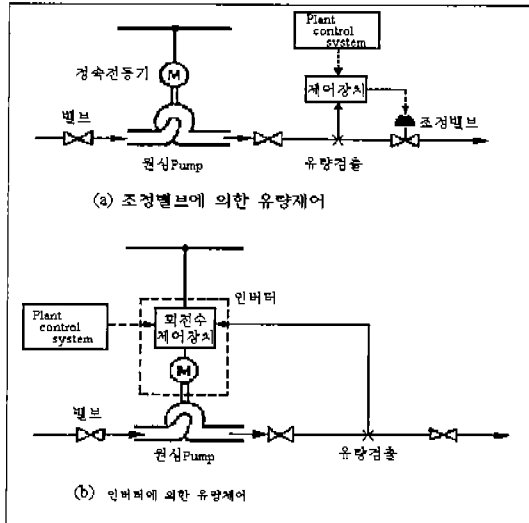 Plant
control
system
정속전동기
M
제어장치
밸브
조정밸브
원심Pump
유량검출
(a) 조정밸브에 의한 유량제어
인버터
Plant
control
system
회전수
제어장치
M
밸브
원심Pump
유량검출
(b) 인버터에 의한 유량제어